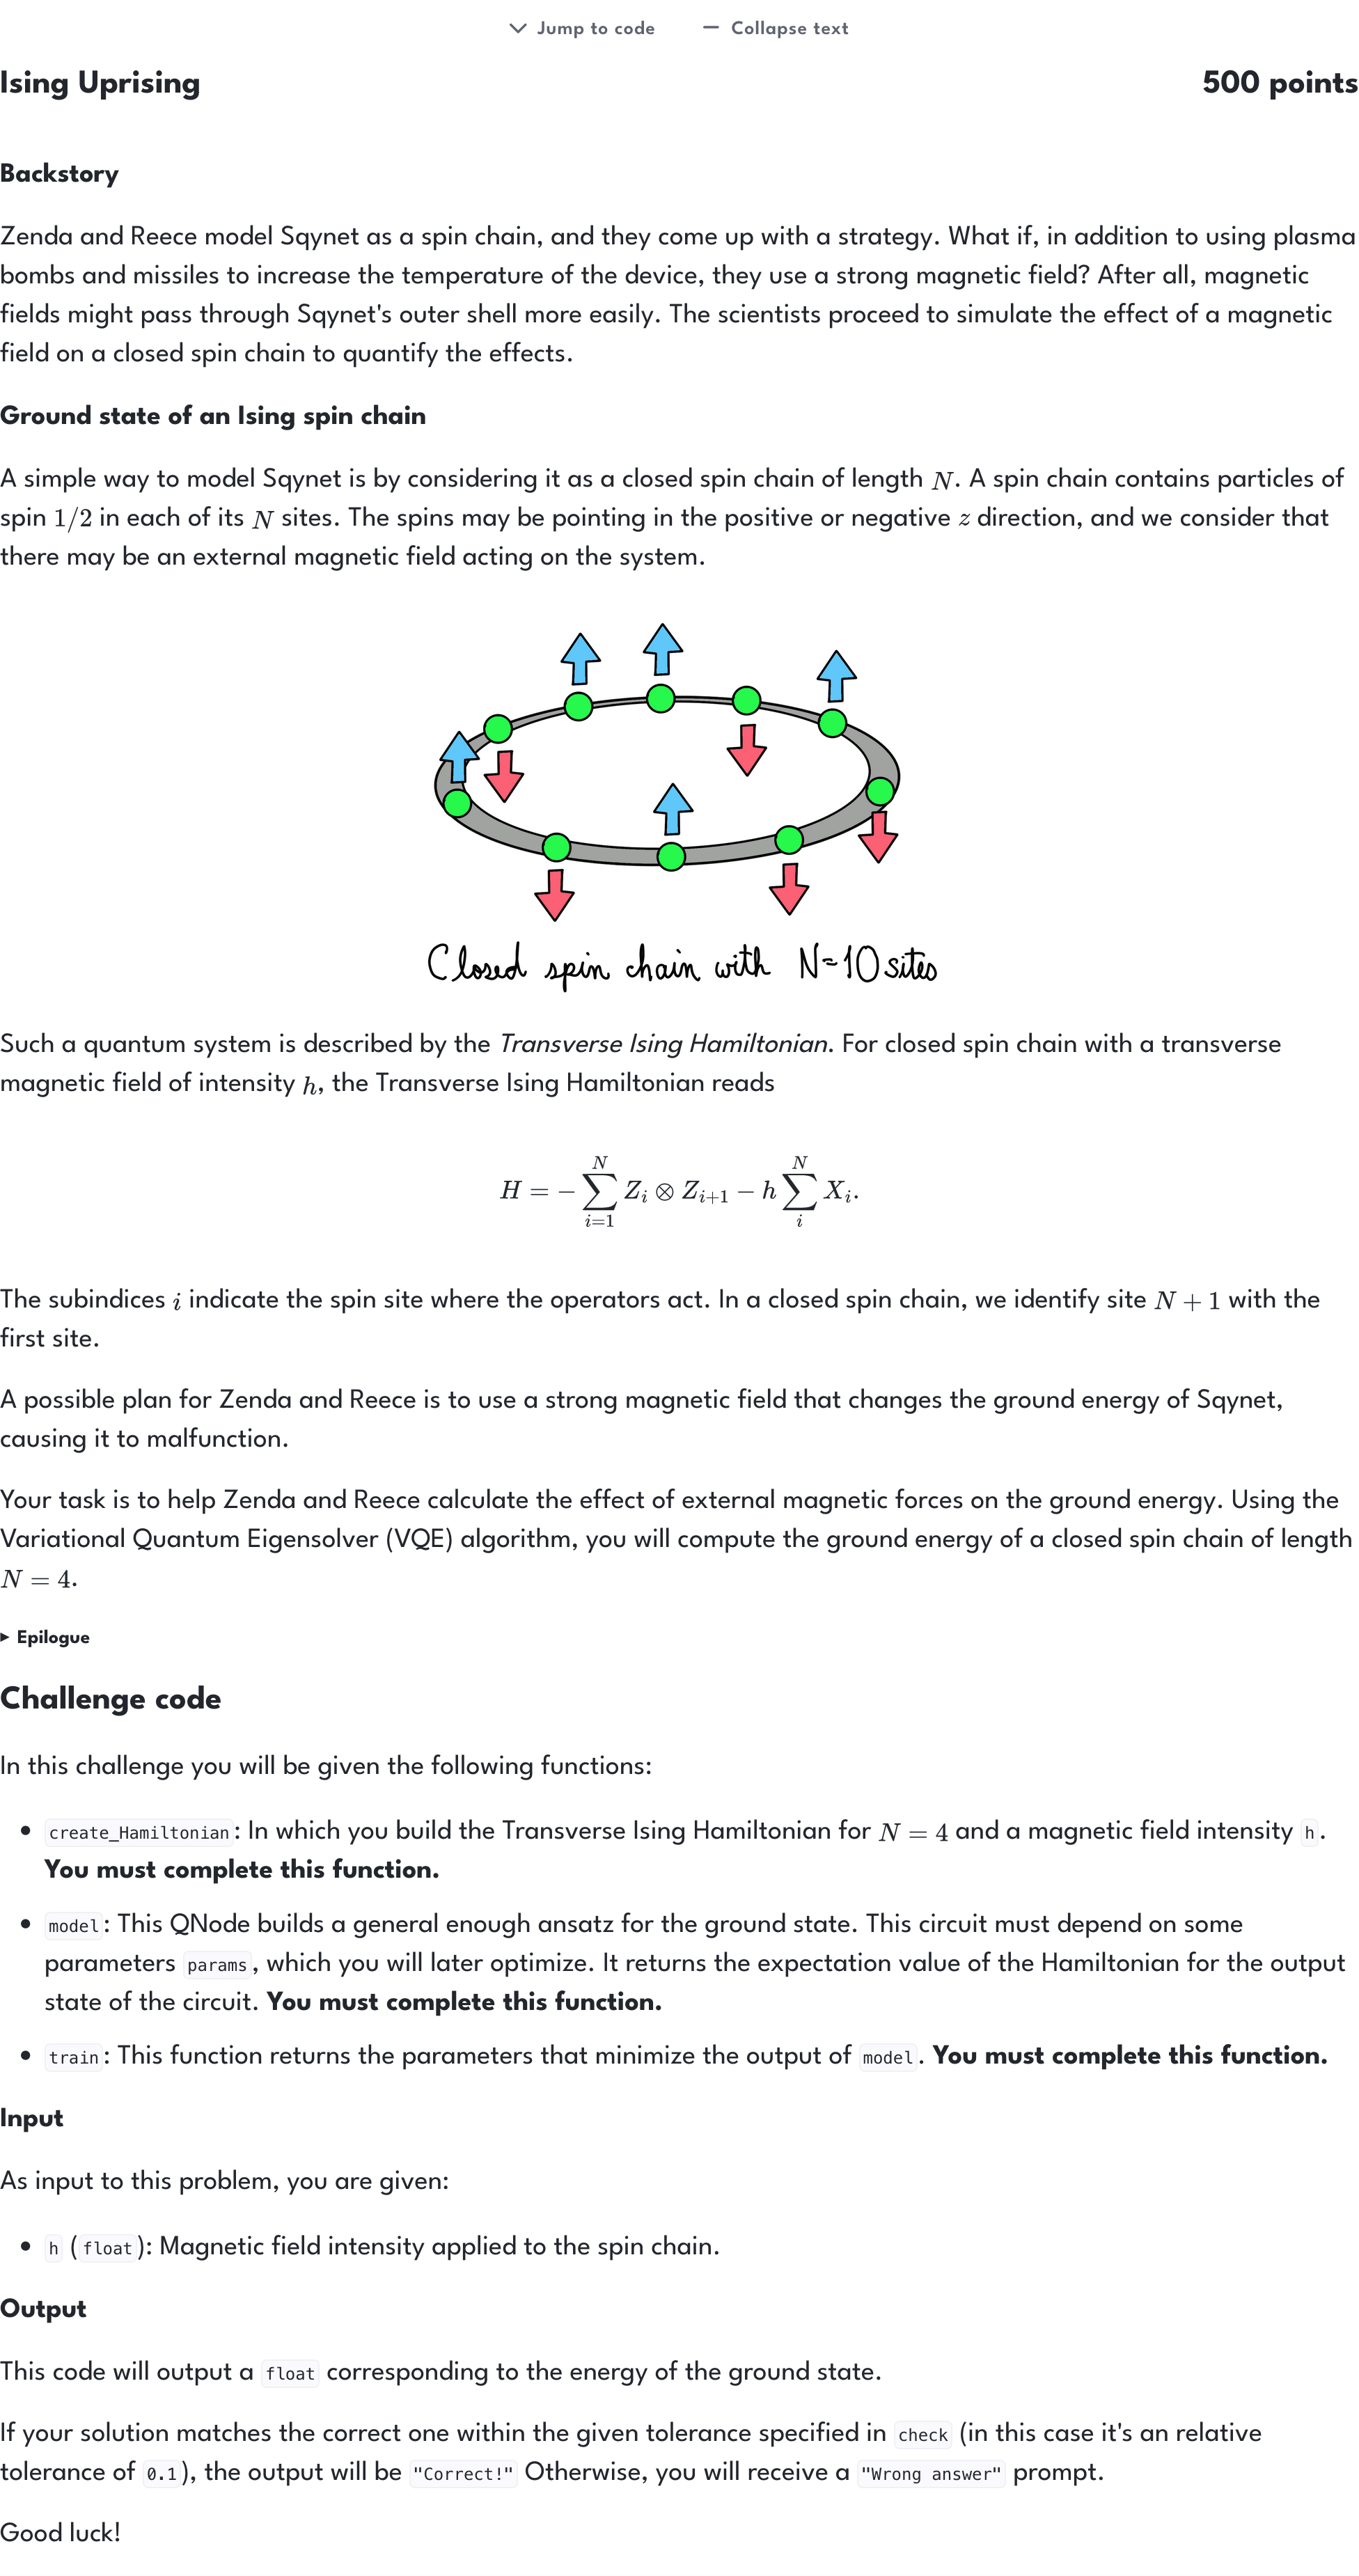 Jump to code
Collapse text
Ising Uprising
500 points
Backstory
Zenda and Reece model Sqynet as a spin chain, and they come up with a strategy. What if, in addition to using plasma
bombs and missiles to increase the temperature of the device, they use a strong magnetic field? After all, magnetic
fields might pass through Sqynet's outer shell more easily. The scientists proceed to simulate the effect of a magnetic
field on a closed spin chain to quantify the effects.
Ground state of an Ising spin chain
A simple way to model Sqynet is by considering it as a closed spin chain of length N. A spin chain contains particles of
spin 1/2 in each of its N sites. The spins may be pointing in the positive or negative z direction, and we consider that
there may be an external magnetic field acting on the system.
Closed spin chain with N=10 sites
Such a quantum system is described by the Transverse Ising Hamiltonian. For closed spin chain with a transverse
magnetic field of intensity h, the Transverse Ising Hamiltonian reads
H = − ∑_{i=1}^{N} Z_i ⊗ Z_{i+1} − h ∑_{i}^{N} X_i.
The subindices i indicate the spin site where the operators act. In a closed spin chain, we identify site N + 1 with the
first site.
A possible plan for Zenda and Reece is to use a strong magnetic field that changes the ground energy of Sqynet,
causing it to malfunction.
Your task is to help Zenda and Reece calculate the effect of external magnetic forces on the ground energy. Using the
Variational Quantum Eigensolver (VQE) algorithm, you will compute the ground energy of a closed spin chain of length
N = 4.
▸ Epilogue
Challenge code
In this challenge you will be given the following functions:
• create_Hamiltonian: In which you build the Transverse Ising Hamiltonian for N = 4 and a magnetic field intensity h.
You must complete this function.
• model: This QNode builds a general enough ansatz for the ground state. This circuit must depend on some
parameters params, which you will later optimize. It returns the expectation value of the Hamiltonian for the output
state of the circuit. You must complete this function.
• train: This function returns the parameters that minimize the output of model. You must complete this function.
Input
As input to this problem, you are given:
• h (float): Magnetic field intensity applied to the spin chain.
Output
This code will output a float corresponding to the energy of the ground state.
If your solution matches the correct one within the given tolerance specified in check (in this case it's an relative
tolerance of 0.1), the output will be "Correct!" Otherwise, you will receive a "Wrong answer" prompt.
Good luck!